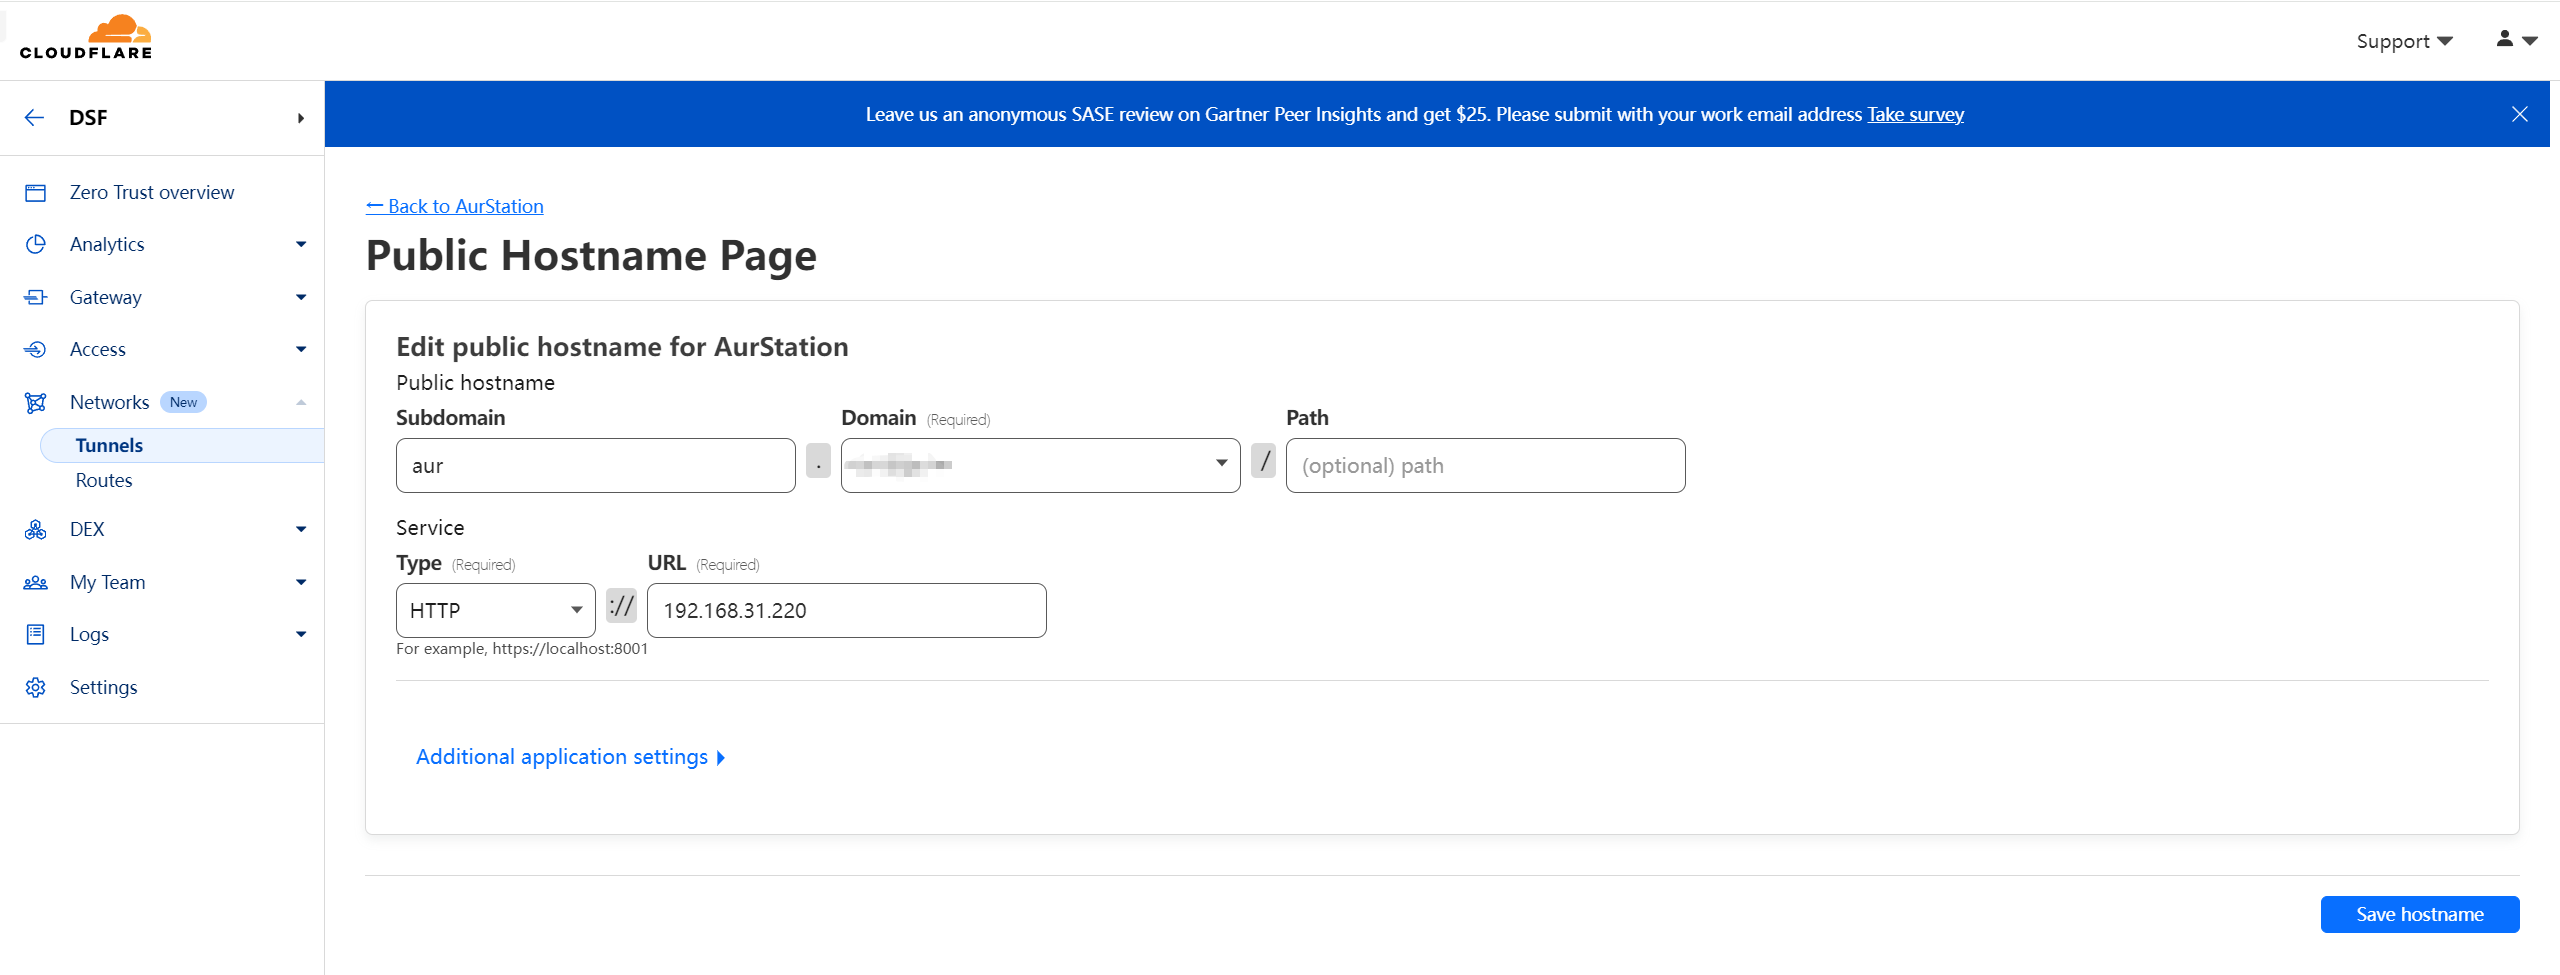 CLOUDFLARE
Support
DSF
Leave us an anonymous SASE review on Gartner Peer Insights and get $25. Please submit with your work email address Take survey
Zero Trust overview
Analytics
Gateway
Access
Networks New
Tunnels
Routes
DEX
My Team
Logs
Settings
← Back to AurStation
Public Hostname Page
Edit public hostname for AurStation
Public hostname
Subdomain Domain (Required) Path
aur . / (optional) path
Service
Type (Required) URL (Required)
HTTP :// 192.168.31.220
For example, https://localhost:8001
Additional application settings
Save hostname